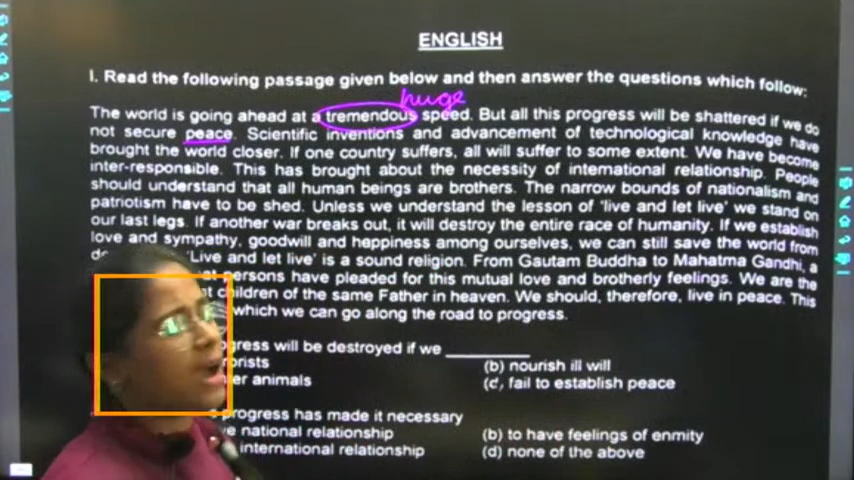 ENGLISH
I. Read the following passage given below and then answer the questions which follow:
huge
The world is going ahead at a tremendous speed. But all this progress will be shattered if we do
not secure peace. Scientific inventions and advancement of technological knowledge have
brought the world closer. If one country suffers, all will suffer to some extent. We have become
inter-responsible. This has brought about the necessity of international relationship. People
should understand that all human beings are brothers. The narrow bounds of nationalism and
patriotism have to be shed. Unless we understand the lesson of 'live and let live' we stand on
our last legs. If another war breaks out, it will destroy the entire race of humanity. If we establish
love and sympathy, goodwill and happiness among ourselves, we can still save the world from
'Live and let live' is a sound religion. From Gautam Buddha to Mahatma Gandhi, a
persons have pleaded for this mutual love and brotherly feelings. We are the
children of the same Father in heaven. We should, therefore, live in peace. This
which we can go along the road to progress.
will be destroyed if we __________
(b) nourish ill will
animals (c) fail to establish peace
progress has made it necessary
national relationship (b) to have feelings of enmity
international relationship (d) none of the above